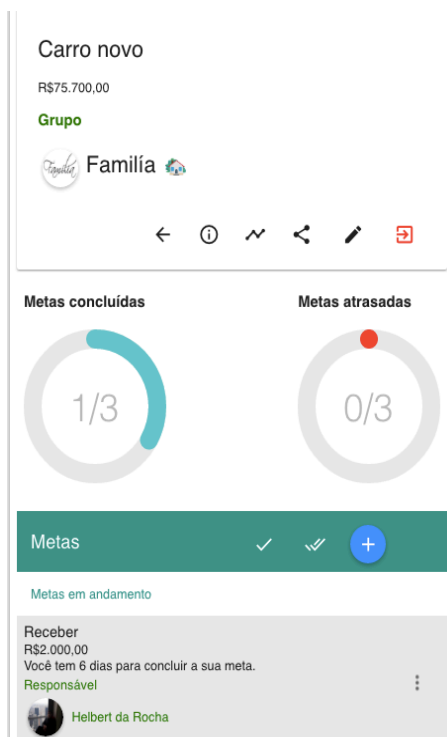 Carro novo
R$75.700,00
Grupo
Família
Familía
Metas concluídas
Metas atrasadas
1/3
0/3
Metas
Metas em andamento
Receber
R$2.000,00
Você tem 6 dias para concluir a sua meta.
Responsável
Helbert da Rocha